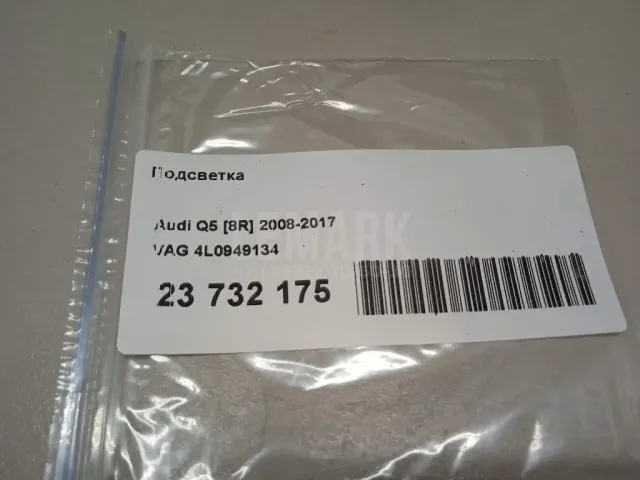 Подсветка
Audi Q5 [8R] 2008-2017
VAG 4L0949134
23 732 175